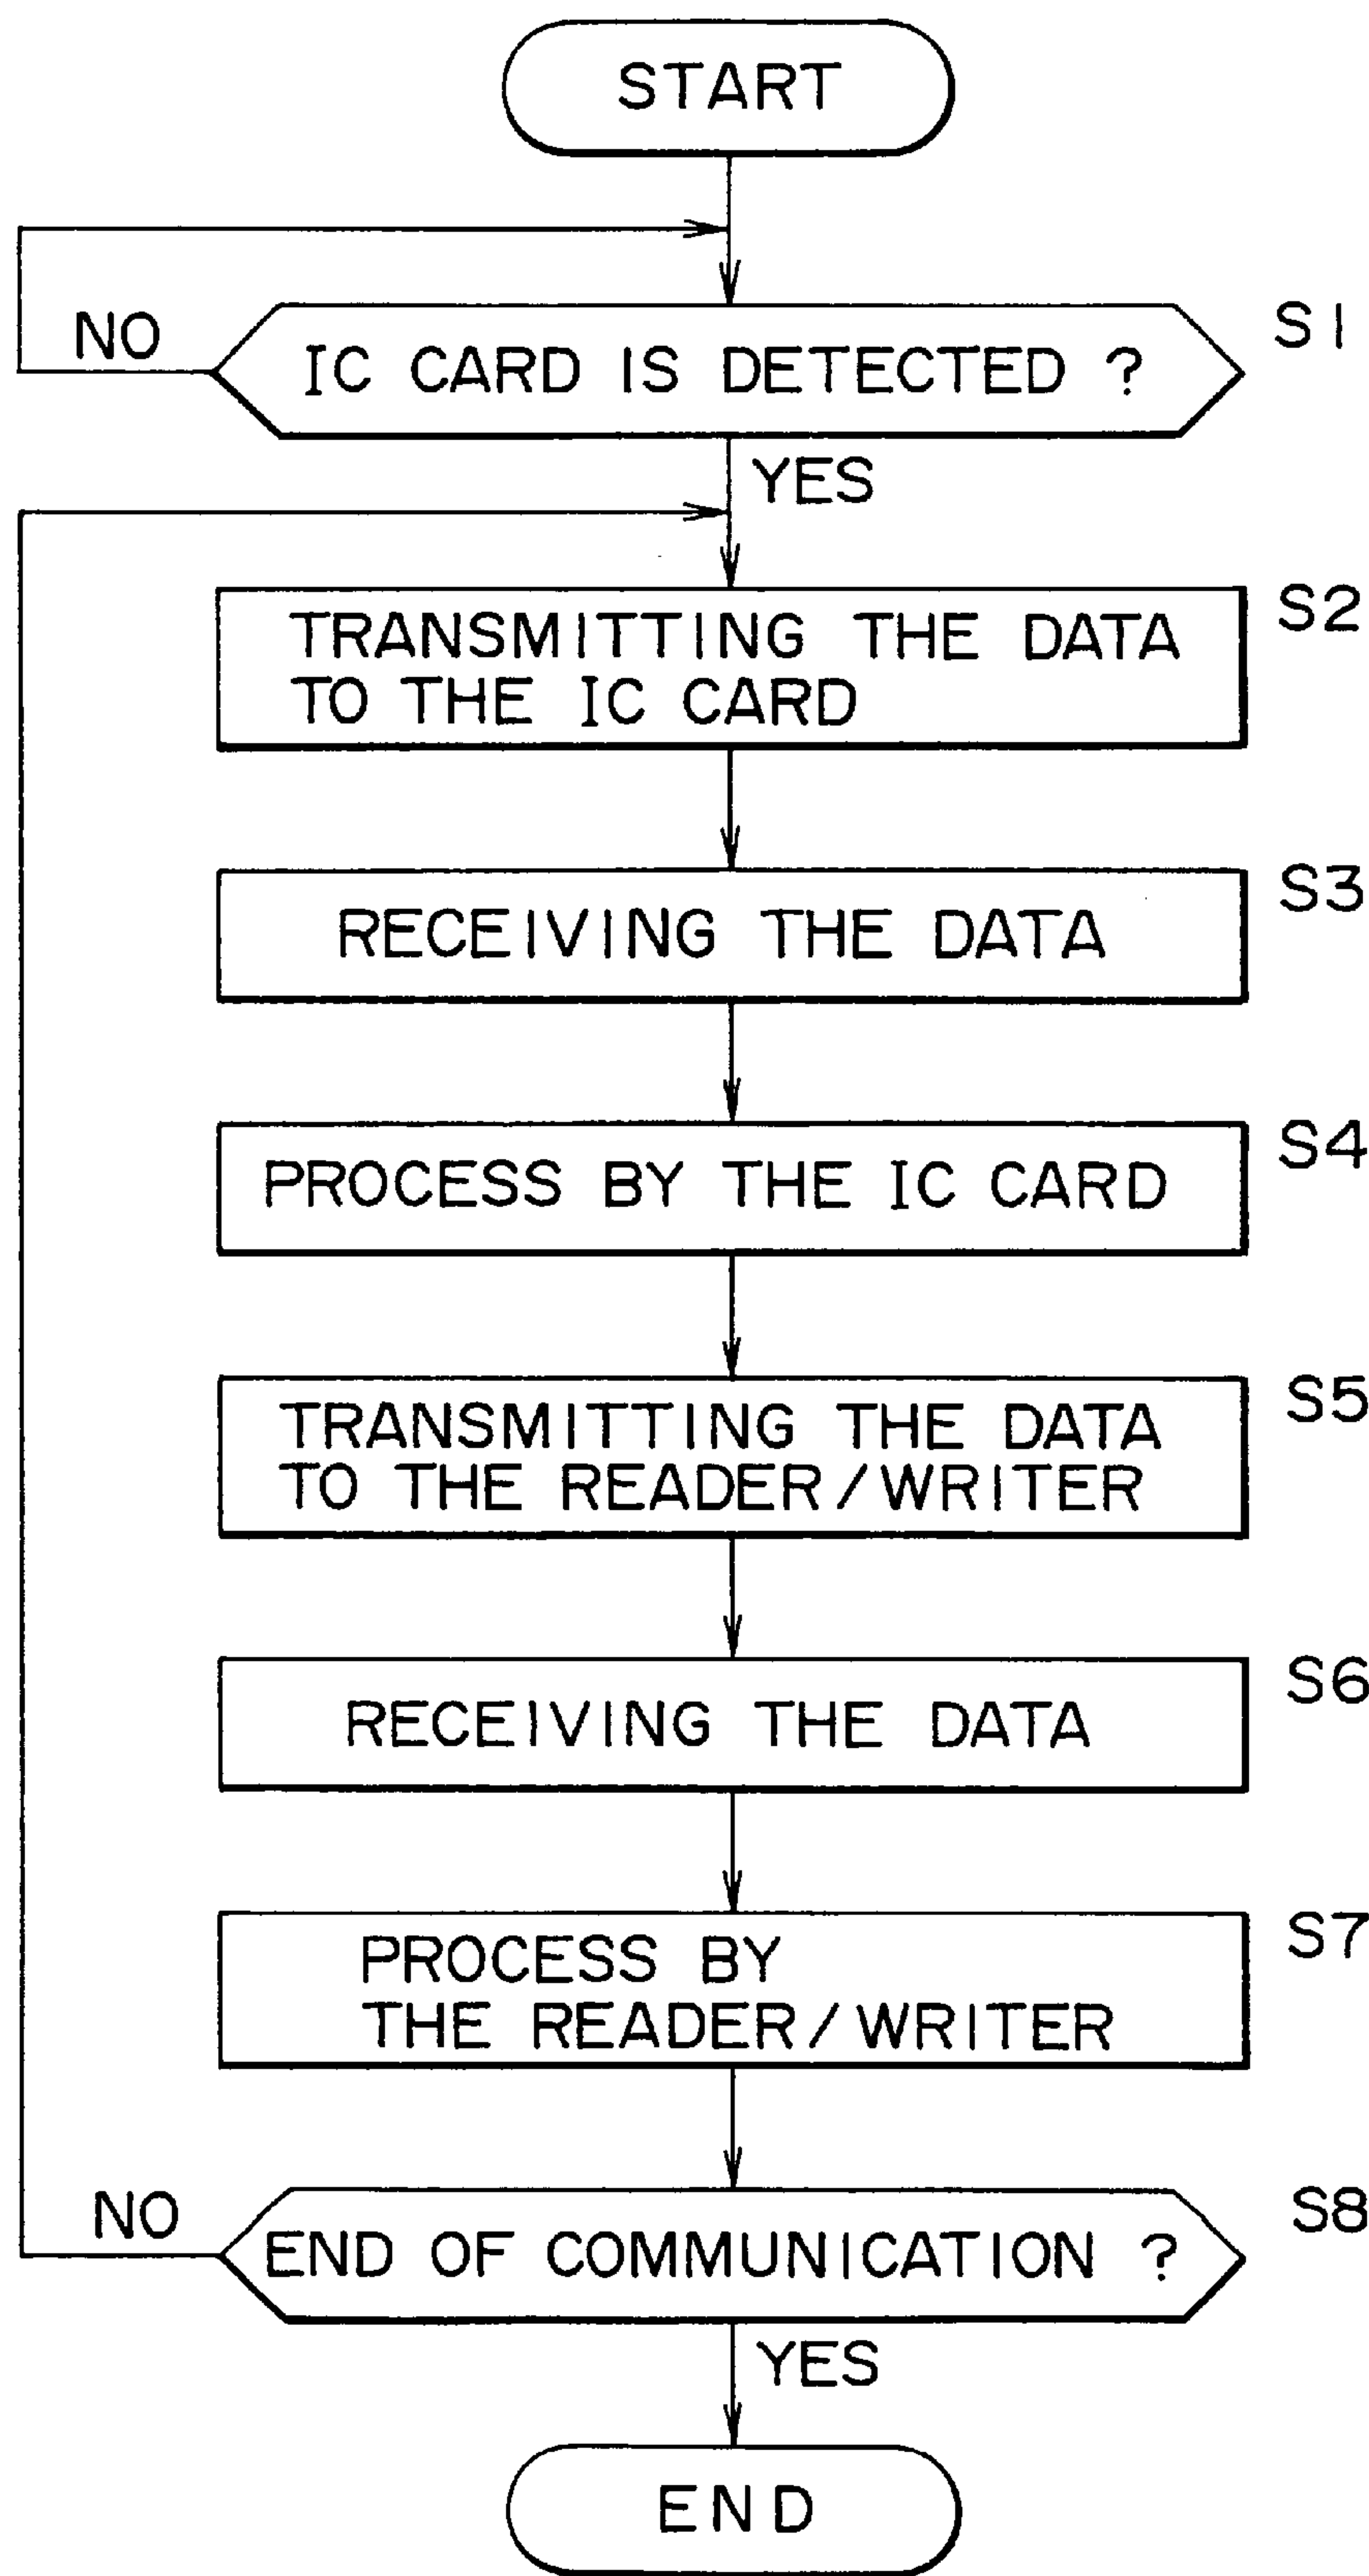 START
NO
IC CARD IS DETECTED ?
S1
YES
S2
TRANSMITTING THE DATA
TO THE IC CARD
S3
RECEIVING THE DATA
S4
PROCESS BY THE IC CARD
S5
TRANSMITTING THE DATA
TO THE READER/WRITER
S6
RECEIVING THE DATA
S7
PROCESS BY
THE READER/WRITER
NO
END OF COMMUNICATION ?
S8
YES
END